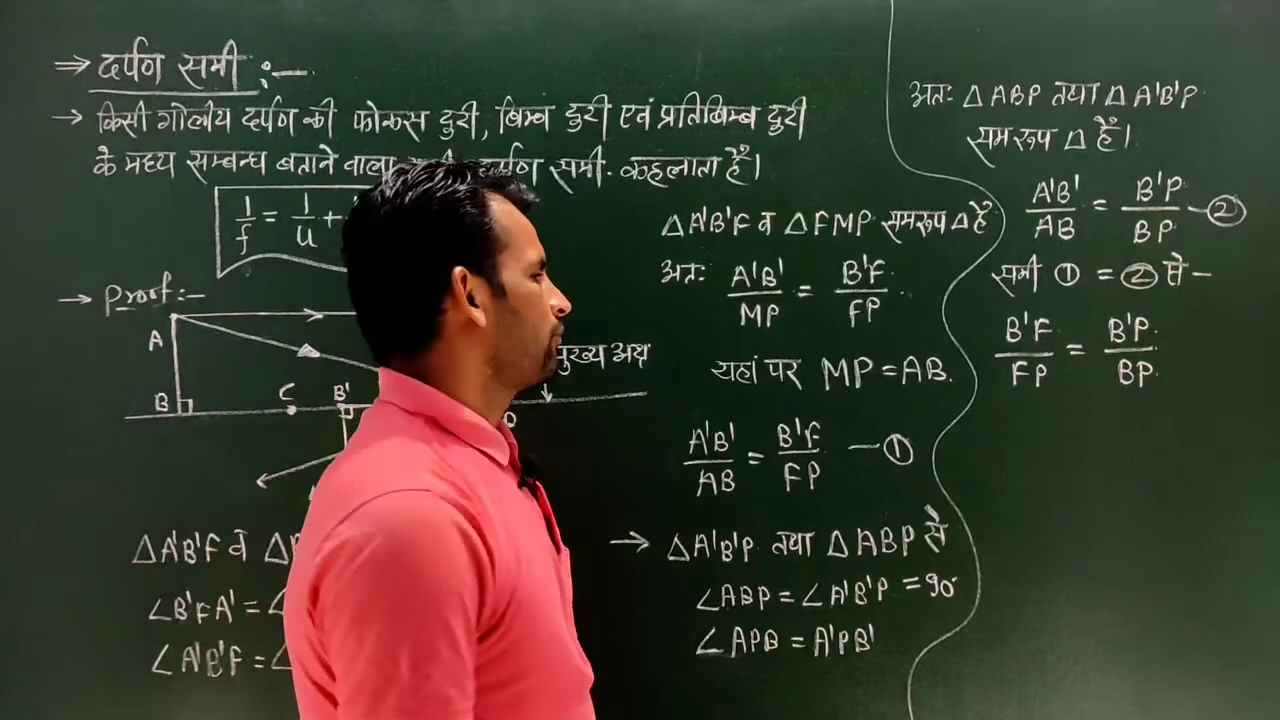 ⇒ दर्पण समी :—
→ किसी गोलीय दर्पण की फोकस दुरी, बिम्ब दुरी एवं प्रतिबिम्ब दुरी
के मध्य सम्बन्ध बताने वाला समी. कहलाता हैं।
1/f = 1/u +
→ Proof:-
A
B
C
B'
मुख्य अक्ष
ΔA'B'F व Δ
∠B'FA' = ∠
∠A'B'F = ∠
ΔA'B'F व ΔFMP समरूप Δ हैं
अतः A'B'/MP = B'F/FP
यहां पर MP = AB.
A'B'/AB = B'F/FP — ①
→ ΔA'B'P तथा ΔABP से
∠ABP = ∠A'B'P = 90°
∠APB = A'PB'
अतः ΔABP तथा ΔA'B'P
समरूप Δ हैं।
A'B'/AB = B'P/BP — ②
समी ① = ② से —
B'F/FP = B'P/BP